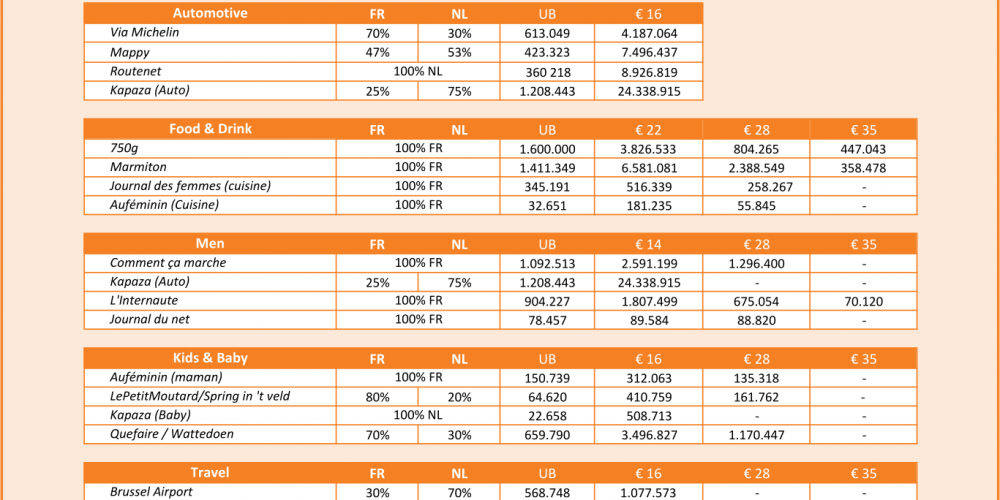 Automotive FR NL UB € 16
Via Michelin 70% 30% 613.049 4.187.064
Mappy 47% 53% 423.323 7.496.437
Routenet 100% NL 360 218 8.926.819
Kapaza (Auto) 25% 75% 1.208.443 24.338.915
Food & Drink FR NL UB € 22 € 28 € 35
750g 100% FR 1.600.000 3.826.533 804.265 447.043
Marmiton 100% FR 1.411.349 6.581.081 2.388.549 358.478
Journal des femmes (cuisine) 100% FR 345.191 516.339 258.267 -
Auféminin (Cuisine) 100% FR 32.651 181.235 55.845 -
Men FR NL UB € 14 € 28 € 35
Comment ça marche 100% FR 1.092.513 2.591.199 1.296.400 -
Kapaza (Auto) 25% 75% 1.208.443 24.338.915 - -
L'Internaute 100% FR 904.227 1.807.499 675.054 70.120
Journal du net 100% FR 78.457 89.584 88.820 -
Kids & Baby FR NL UB € 16 € 28 € 35
Auféminin (maman) 100% FR 150.739 312.063 135.318 -
LePetitMoutard/Spring in 't veld 80% 20% 64.620 410.759 161.762 -
Kapaza (Baby) 100% NL 22.658 508.713 - -
Quefaire / Wattedoen 70% 30% 659.790 3.496.827 1.170.447 -
Travel FR NL UB € 16 € 28 € 35
Brussel Airport 30% 70% 568.748 1.077.573 - -